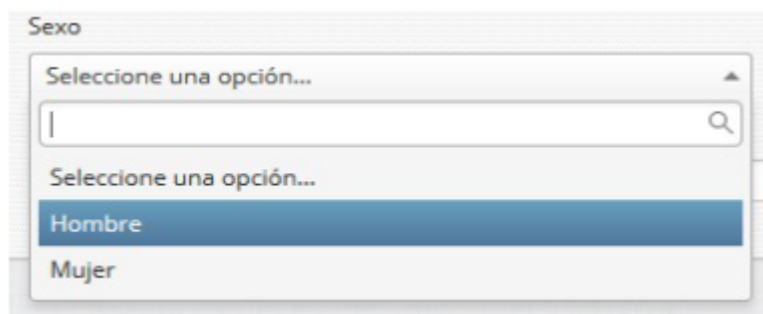 Sexo
Seleccione una opción...
Seleccione una opción...
Hombre
Mujer